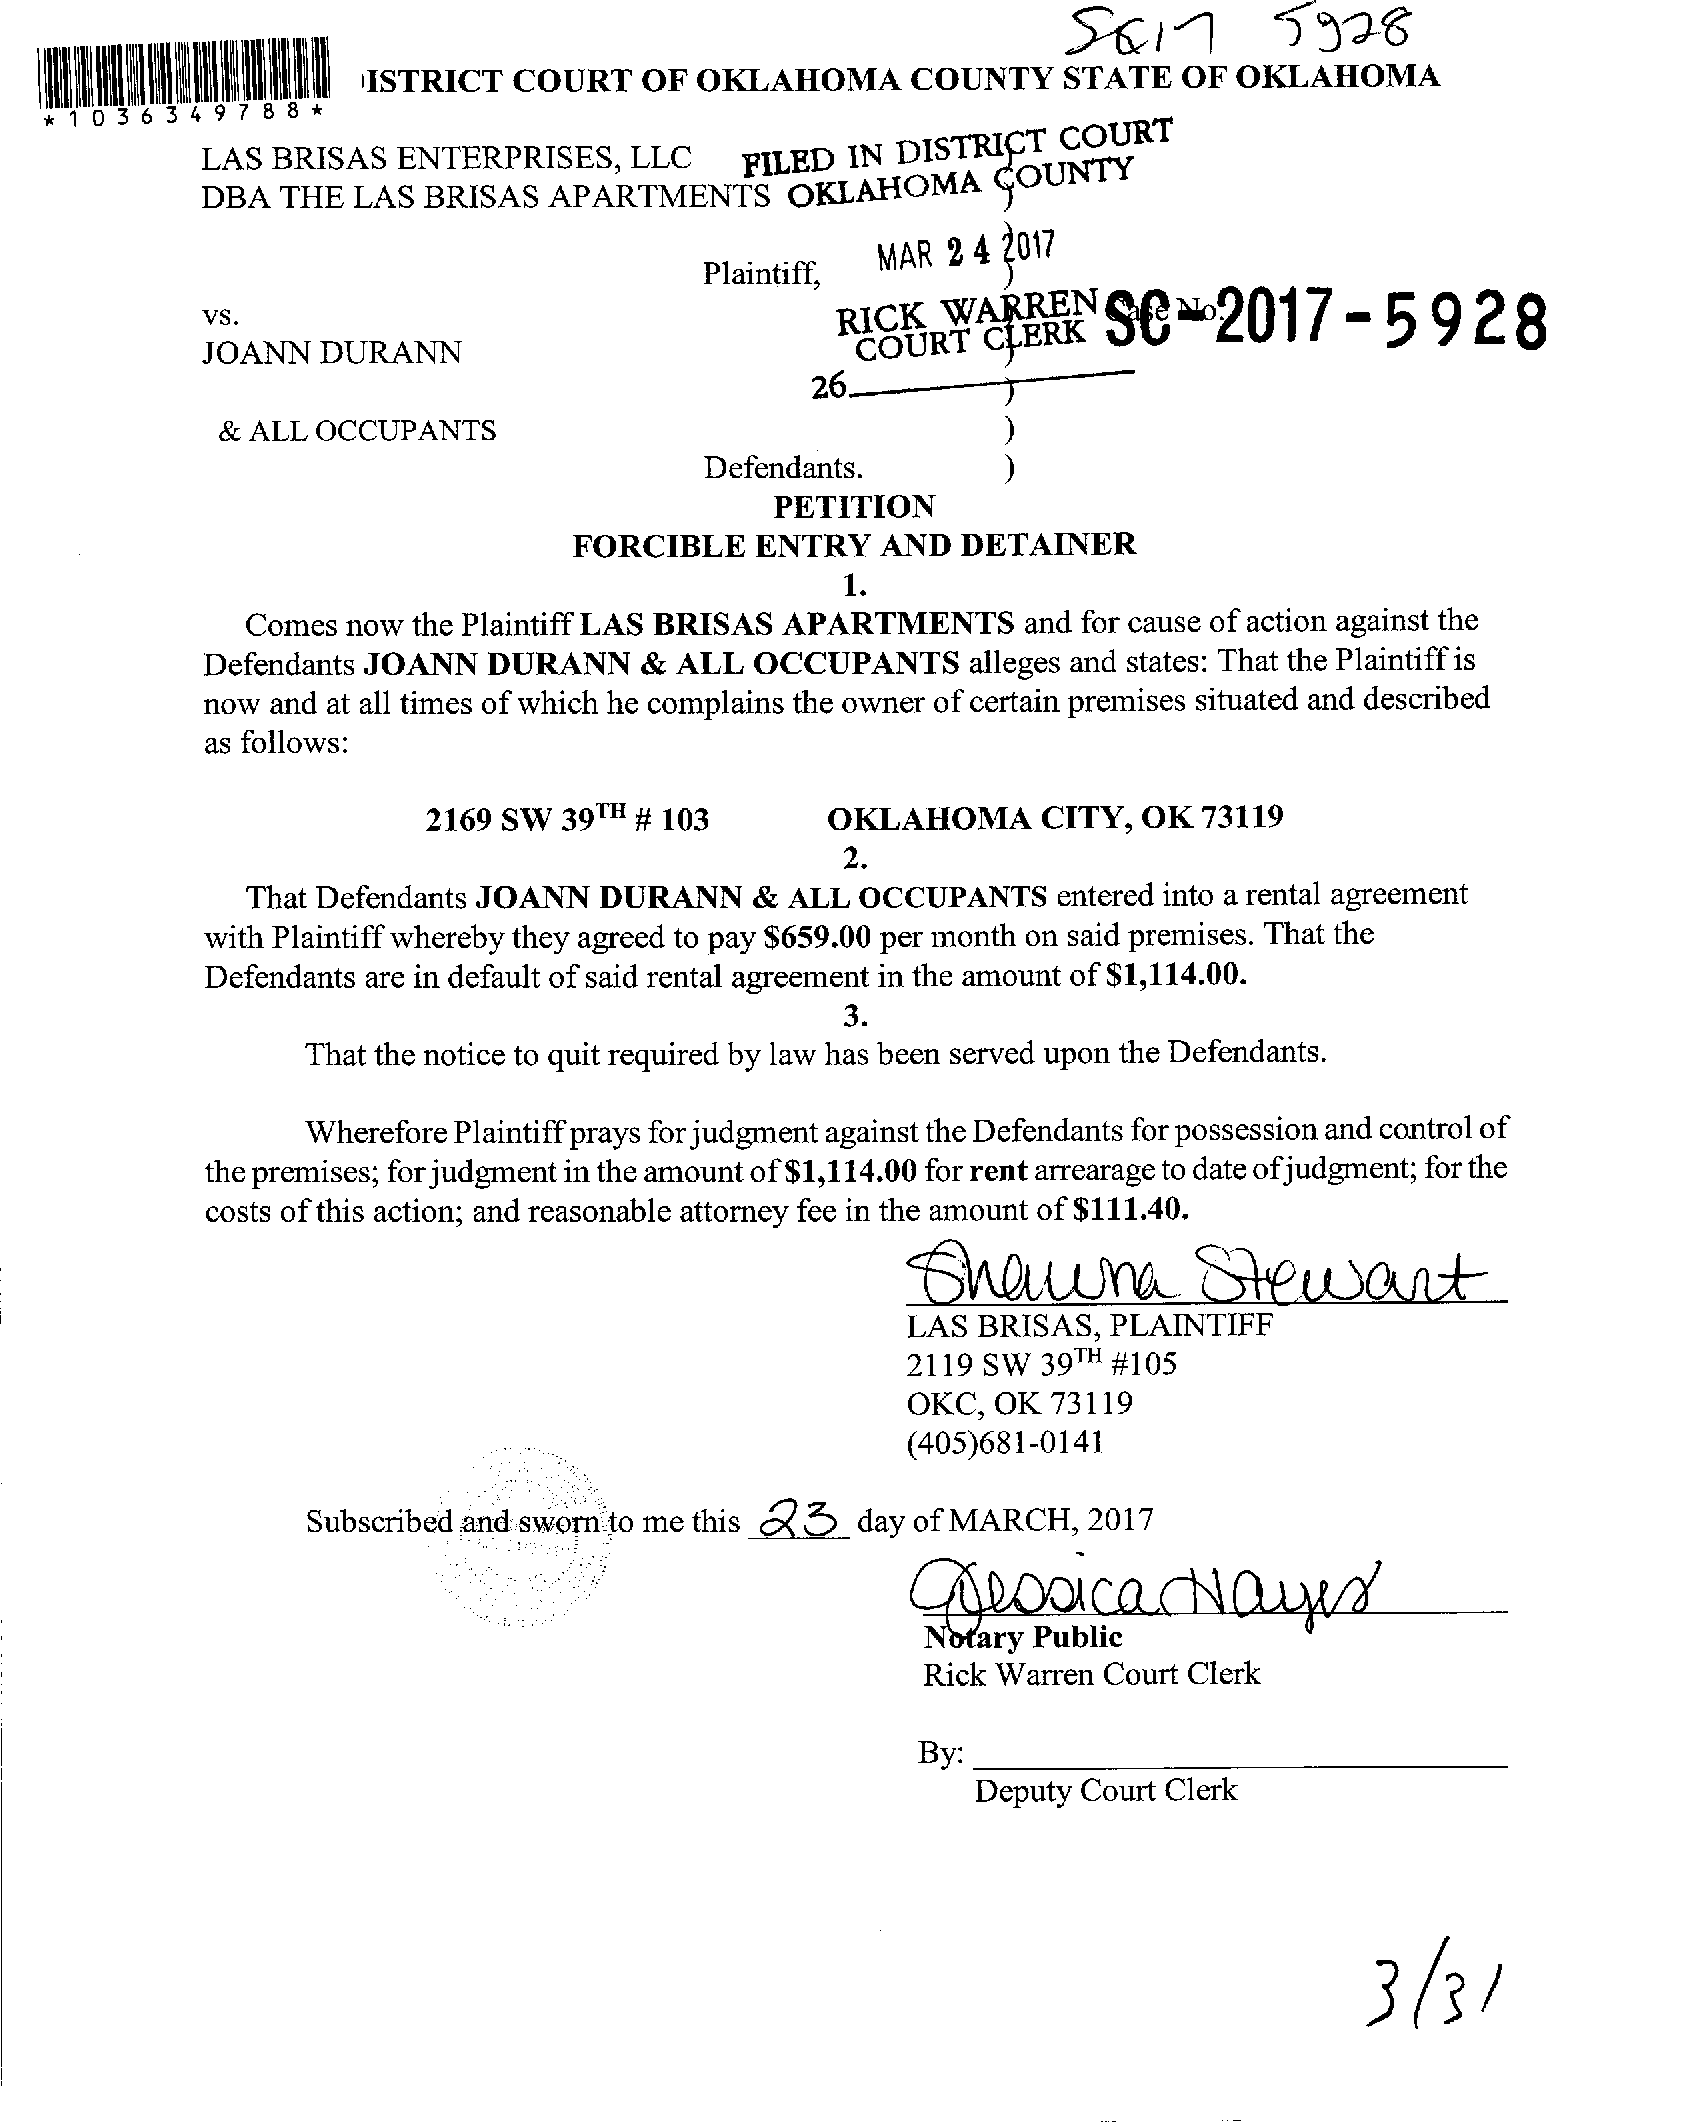 SC17 5928
*1036349788*
ISTRICT COURT OF OKLAHOMA COUNTY STATE OF OKLAHOMA
LAS BRISAS ENTERPRISES, LLC
DBA THE LAS BRISAS APARTMENTS
FILED IN DISTRICT COURT
OKLAHOMA COUNTY
)
MAR 24 2017
)
Plaintiff,
)
RICK WARREN
COURT CLERK
)
Case No. SC-2017-5928
vs.
JOANN DURANN
26
)
& ALL OCCUPANTS )
Defendants. )
PETITION
FORCIBLE ENTRY AND DETAINER
1.
Comes now the Plaintiff LAS BRISAS APARTMENTS and for cause of action against the
Defendants JOANN DURANN & ALL OCCUPANTS alleges and states: That the Plaintiff is
now and at all times of which he complains the owner of certain premises situated and described
as follows:
2169 SW 39TH # 103 OKLAHOMA CITY, OK 73119
2.
That Defendants JOANN DURANN & ALL OCCUPANTS entered into a rental agreement
with Plaintiff whereby they agreed to pay $659.00 per month on said premises. That the
Defendants are in default of said rental agreement in the amount of $1,114.00.
3.
That the notice to quit required by law has been served upon the Defendants.
Wherefore Plaintiff prays for judgment against the Defendants for possession and control of
the premises; for judgment in the amount of $1,114.00 for rent arrearage to date of judgment; for the
costs of this action; and reasonable attorney fee in the amount of $111.40.
Shawna Stewart
LAS BRISAS, PLAINTIFF
2119 SW 39TH #105
OKC, OK 73119
(405)681-0141
Subscribed and sworn to me this 23 day of MARCH, 2017
Jessica Hayes
Notary Public
Rick Warren Court Clerk
By:
Deputy Court Clerk
3/31